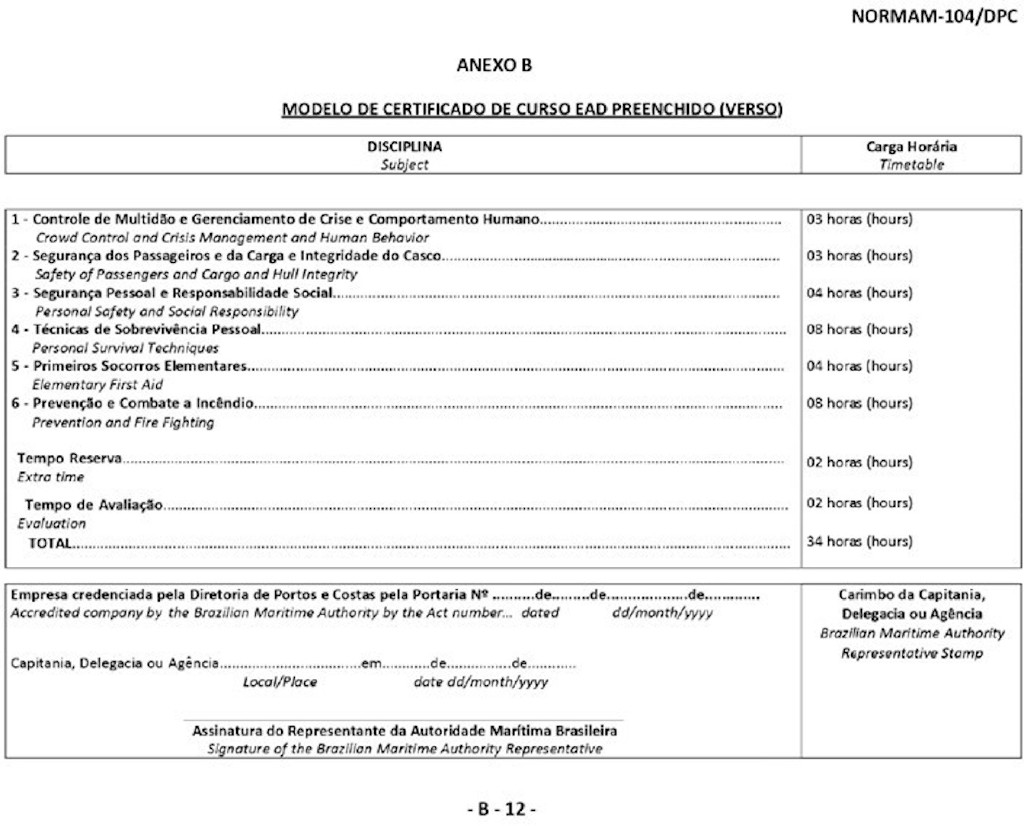 NORMAM-104/DPC
ANEXO B
MODELO DE CERTIFICADO DE CURSO EAD PREENCHIDO (VERSO)
DISCIPLINA
Subject
Carga Horária
Timetable
1 - Controle de Multidão e Gerenciamento de Crise e Comportamento Humano.......... 03 horas (hours)
Crowd Control and Crisis Management and Human Behavior
2 - Segurança dos Passageiros e da Carga e Integridade do Casco.......... 03 horas (hours)
Safety of Passengers and Cargo and Hull Integrity
3 - Segurança Pessoal e Responsabilidade Social.......... 04 horas (hours)
Personal Safety and Social Responsibility
4 - Técnicas de Sobrevivência Pessoal.......... 08 horas (hours)
Personal Survival Techniques
5 - Primeiros Socorros Elementares.......... 04 horas (hours)
Elementary First Aid
6 - Prevenção e Combate a Incêndio.......... 08 horas (hours)
Prevention and Fire Fighting
Tempo Reserva.......... 02 horas (hours)
Extra time
Tempo de Avaliação.......... 02 horas (hours)
Evaluation
TOTAL.......... 34 horas (hours)
Empresa credenciada pela Diretoria de Portos e Costas pela Portaria Nº ..........de.........de....................de.............
Accredited company by the Brazilian Maritime Authority by the Act number... dated dd/month/yyyy
Capitania, Delegacia ou Agência..................................em............de................de............
Local/Place date dd/month/yyyy
Assinatura do Representante da Autoridade Marítima Brasileira
Signature of the Brazilian Maritime Authority Representative
Carimbo da Capitania,
Delegacia ou Agência
Brazilian Maritime Authority
Representative Stamp
- B - 12 -